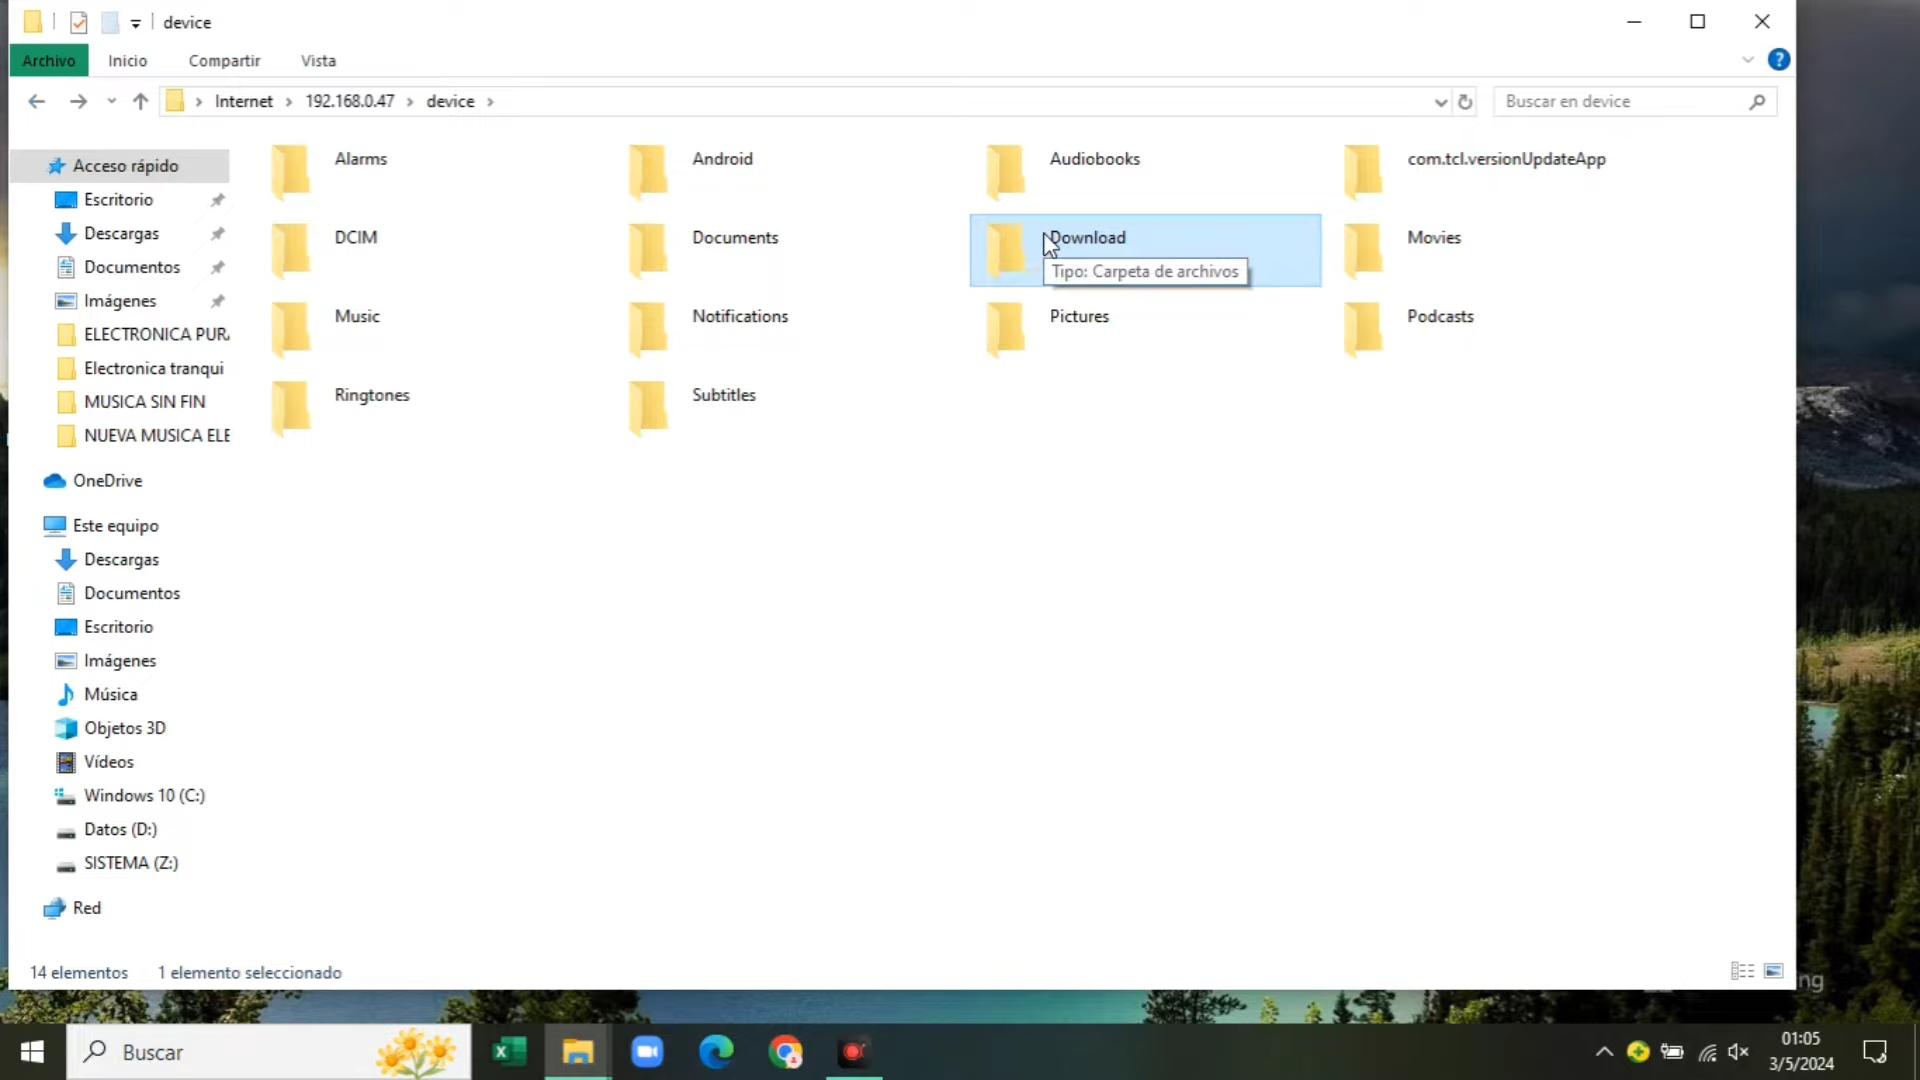 device
Archivo Inicio Compartir Vista
Internet 192.168.0.47 device
Buscar en device
Acceso rápido
Escritorio
Descargas
Documentos
Imágenes
ELECTRONICA PUR
Electronica tranqui
MUSICA SIN FIN
NUEVA MUSICA ELE
OneDrive
Este equipo
Descargas
Documentos
Escritorio
Imágenes
Música
Objetos 3D
Vídeos
Windows 10 (C:)
Datos (D:)
SISTEMA (Z:)
Red
Alarms Android Audiobooks com.tcl.versionUpdateApp
DCIM Documents Download Movies
Tipo: Carpeta de archivos
Music Notifications Pictures Podcasts
Ringtones Subtitles
14 elementos 1 elemento seleccionado
Buscar
01:05
3/5/2024